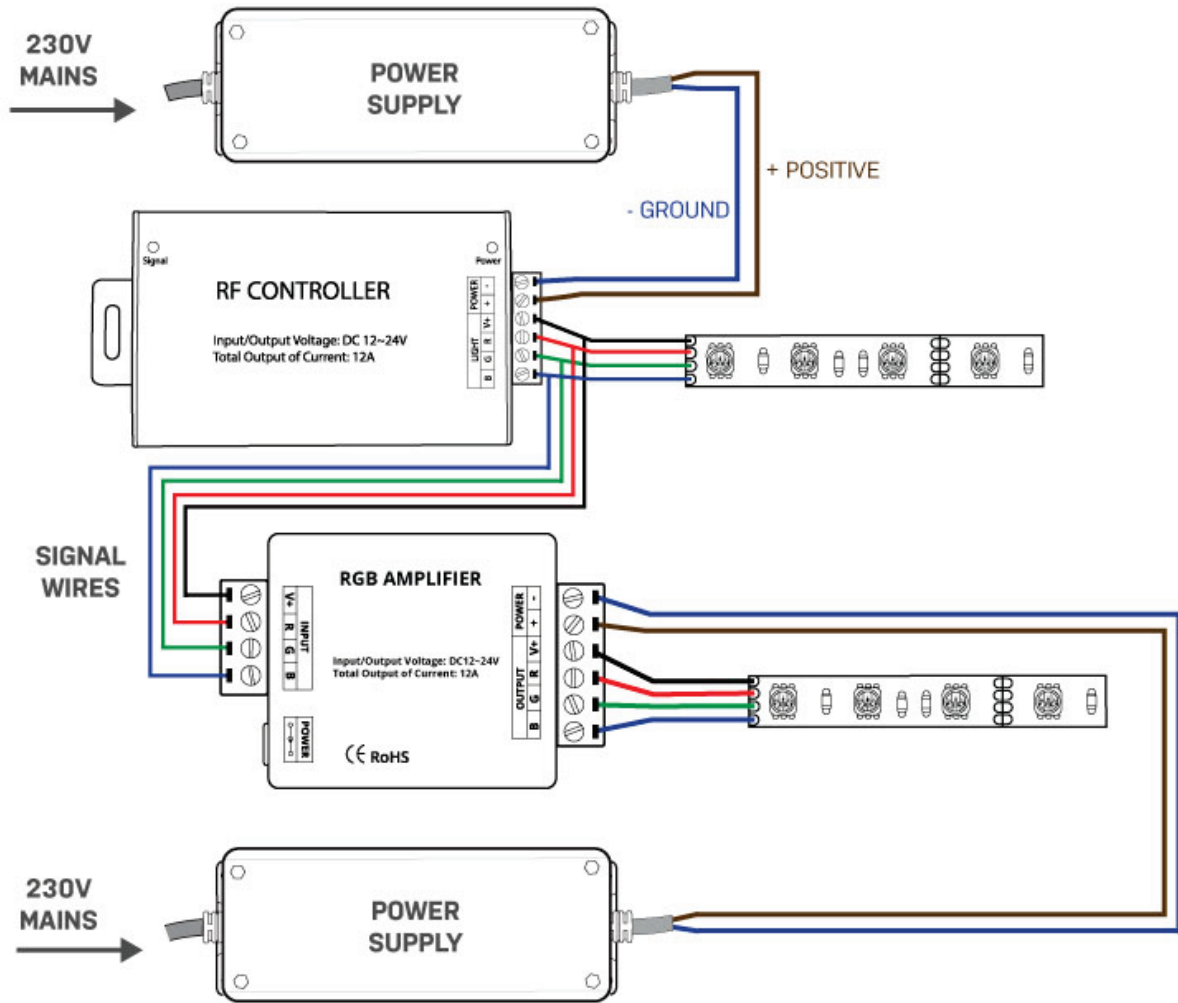 230V
MAINS
POWER
SUPPLY
+ POSITIVE
- GROUND
Signal
Power
RF CONTROLLER
Input/Output Voltage: DC 12~24V
Total Output of Current: 12A
POWER
-
+
LIGHT
V+
R
G
B
SIGNAL
WIRES
RGB AMPLIFIER
INPUT
V+
R
G
B
Input/Output Voltage: DC12~24V
Total Output of Current: 12A
POWER
-
+
OUTPUT
V+
R
G
B
POWER
CE RoHS
230V
MAINS
POWER
SUPPLY